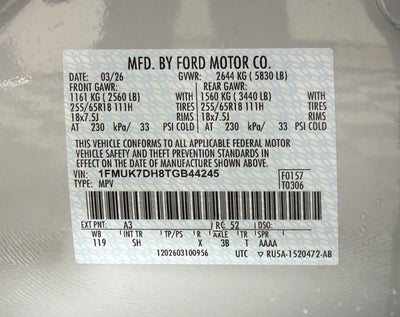 MFD. BY FORD MOTOR CO.
DATE: 03/26 GVWR: 2644 KG ( 5830 LB)
FRONT GAWR: REAR GAWR:
1161 KG ( 2560 LB) WITH 1560 KG ( 3440 LB) WITH
255/65R18 111H TIRES 255/65R18 111H TIRES
18x7.5J RIMS 18x7.5J RIMS
AT 230 kPa/ 33 PSI COLD AT 230 kPa/ 33 PSI COLD
THIS VEHICLE CONFORMS TO ALL APPLICABLE FEDERAL MOTOR
VEHICLE SAFETY AND THEFT PREVENTION STANDARDS IN EFFECT ON THE DATE OF
MANUFACTURE SHOWN ABOVE.
VIN: 1FMUK7DH8TGB44245 F0157
TYPE: MPV T0306
EXT PNT: A3 RC: 52 DSO:
WB INT TR TP/PS R AXLE TR SPR
119 SH X 3B T AAAA
1202603100956 UTC ▽ RU5A-1520472-AB